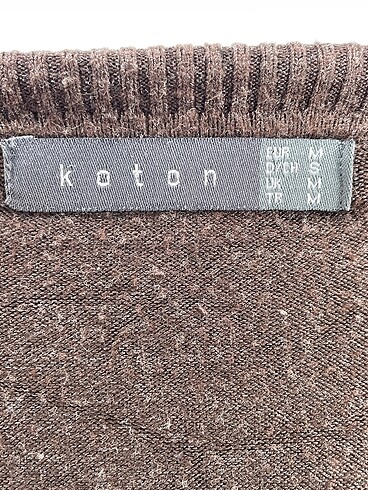 koton
EUR M
D/CH S
UK M
TR M